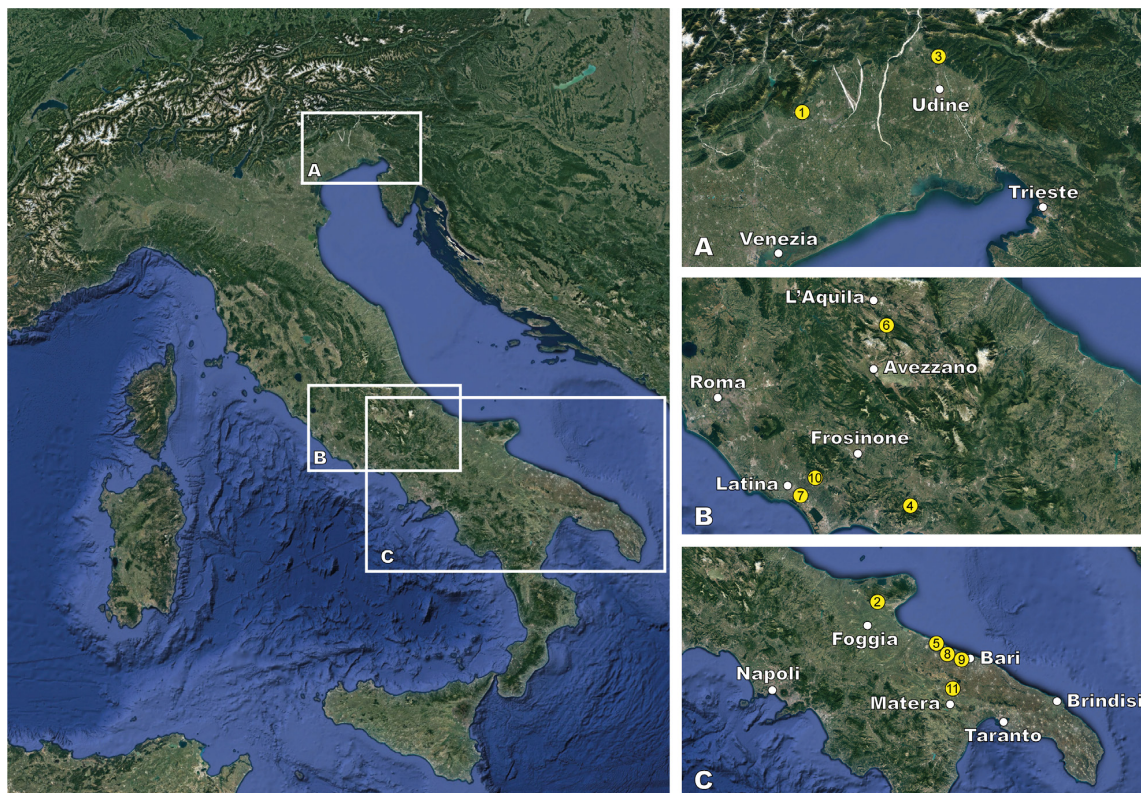 A
B
C
3
Udine
1
Trieste
Venezia
A
L'Aquila
6
Avezzano
Roma
Frosinone
10
Latina
7
4
B
2
Foggia
5
8
9
Bari
Napoli
11
Matera
Brindisi
Taranto
C